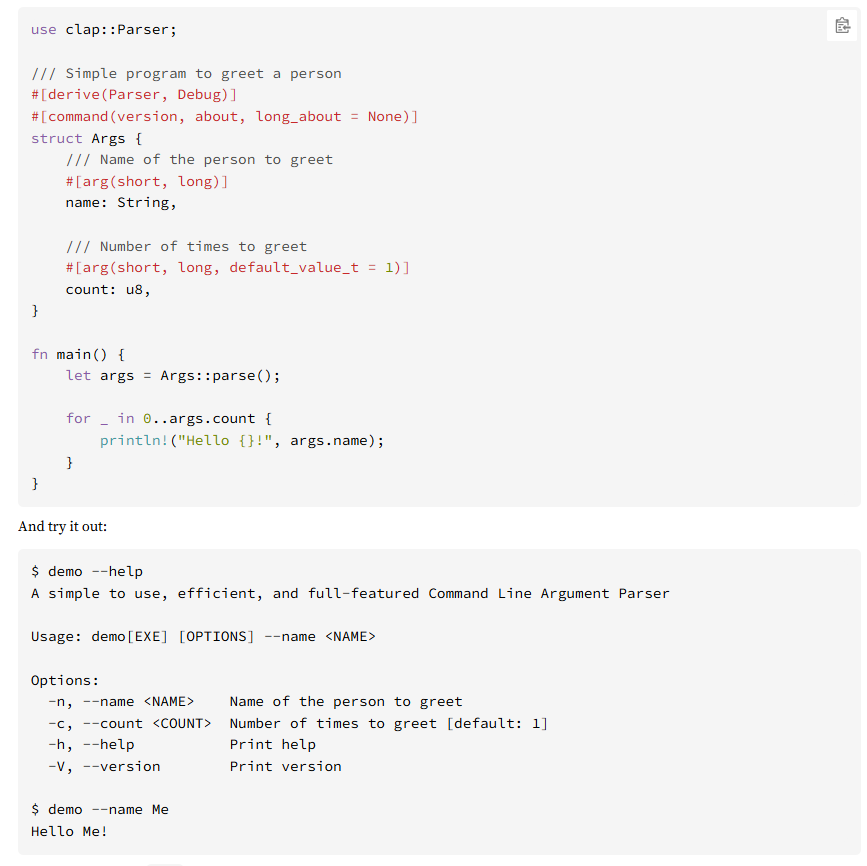 use clap::Parser;

/// Simple program to greet a person
#[derive(Parser, Debug)]
#[command(version, about, long_about = None)]
struct Args {
    /// Name of the person to greet
    #[arg(short, long)]
    name: String,

    /// Number of times to greet
    #[arg(short, long, default_value_t = 1)]
    count: u8,
}

fn main() {
    let args = Args::parse();

    for _ in 0..args.count {
        println!("Hello {}!", args.name);
    }
}
And try it out:
$ demo --help
A simple to use, efficient, and full-featured Command Line Argument Parser

Usage: demo[EXE] [OPTIONS] --name <NAME>

Options:
  -n, --name <NAME>    Name of the person to greet
  -c, --count <COUNT>  Number of times to greet [default: 1]
  -h, --help           Print help
  -V, --version        Print version

$ demo --name Me
Hello Me!